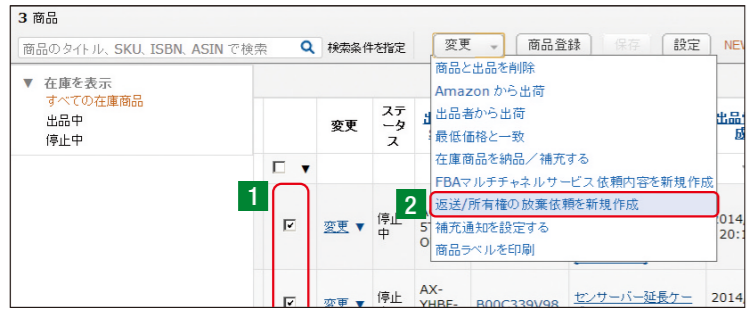 3 商品
商品のタイトル、SKU, ISBN, ASIN で検索
検索条件を指定
変更
商品登録
保存
設定
NEW
▼ 在庫を表示
すべての在庫商品
出品中
停止中
変更
ステータス
商品と出品を削除
Amazon から出荷
出品者から出荷
最低価格と一致
在庫商品を納品／補充する
FBAマルチチャネルサービス依頼内容を新規作成
返送/所有権の放棄依頼を新規作成
補充通知を設定する
商品ラベルを印刷
1
2
変更 ▼
停止中
2014/
20:1
変更 ▼
停止
AX-
YHBE-
B00C339V98
センサーバー延長ケー
2014/